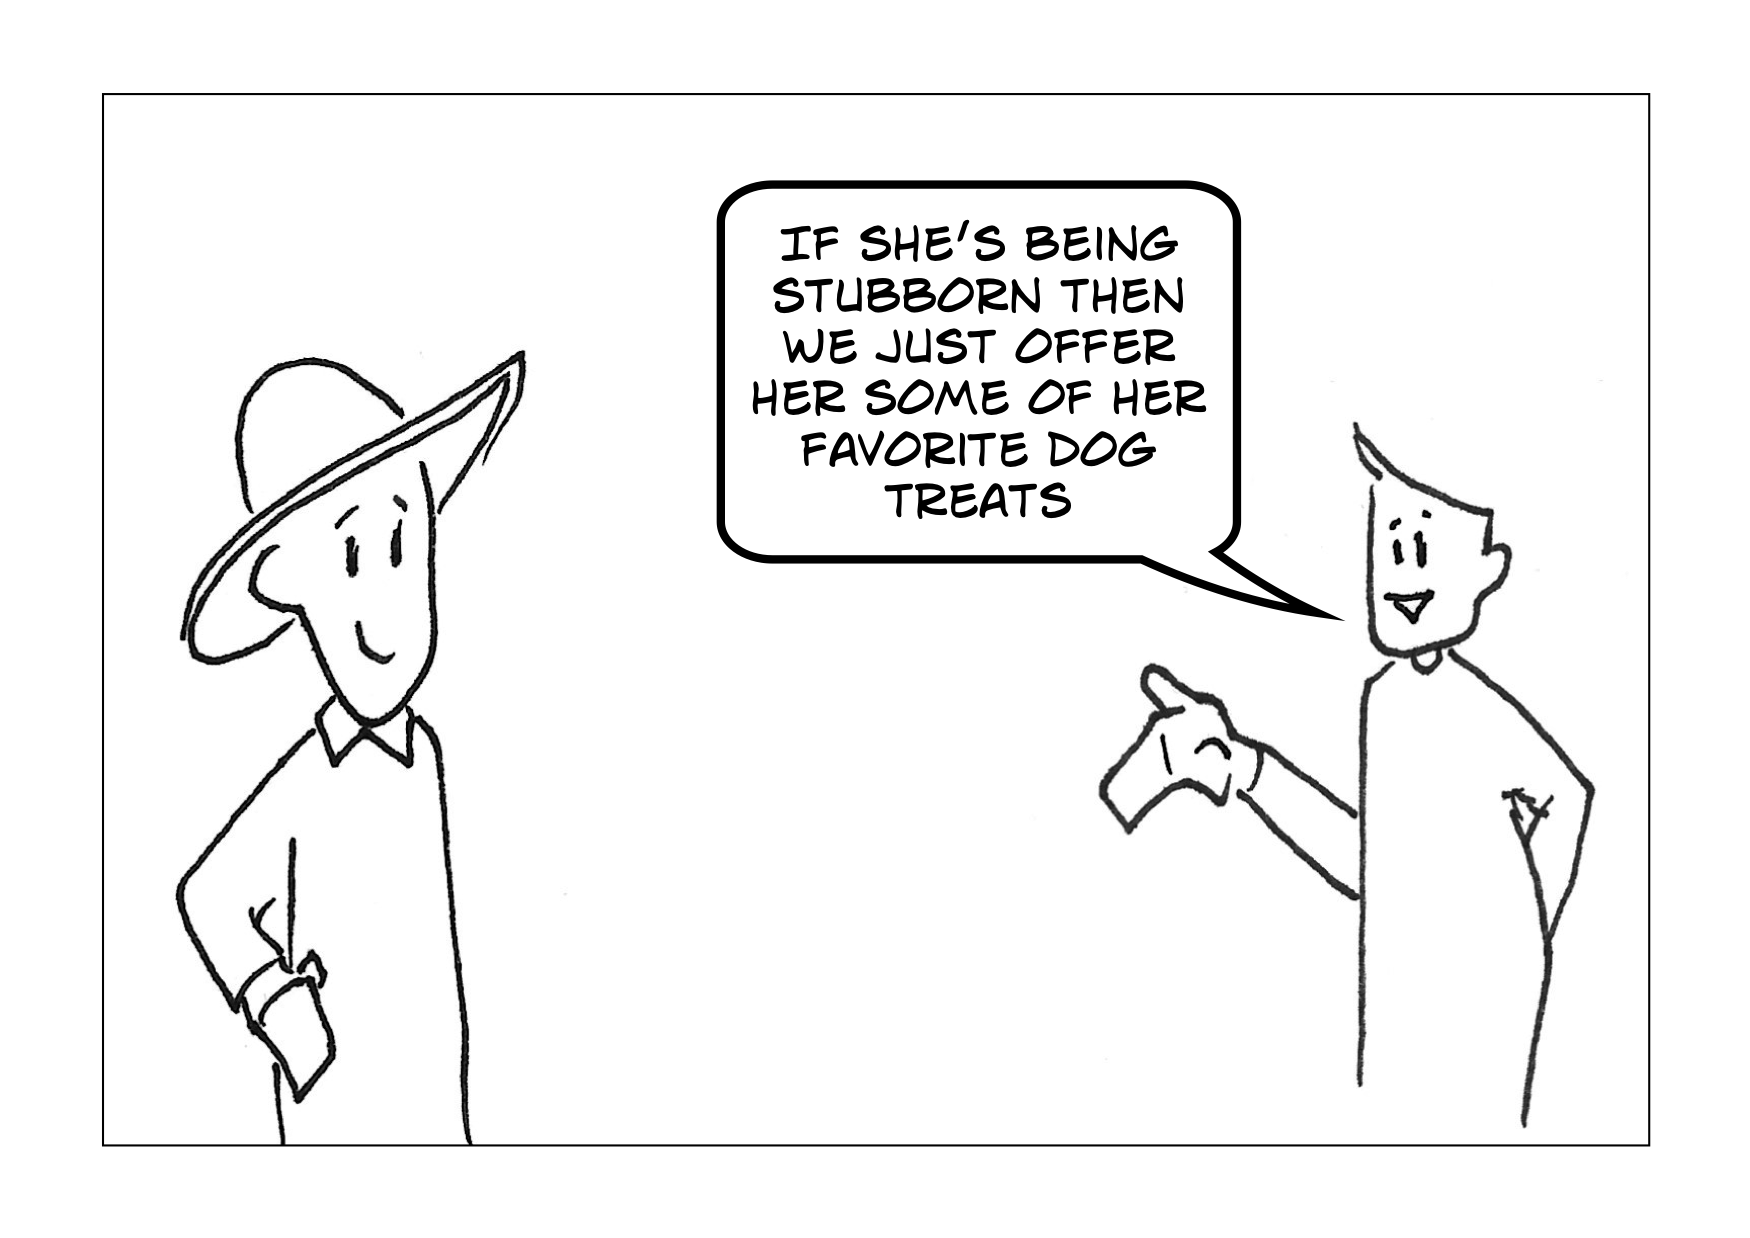 IF SHE'S BEING
STUBBORN THEN
WE JUST OFFER
HER SOME OF HER
FAVORITE DOG
TREATS